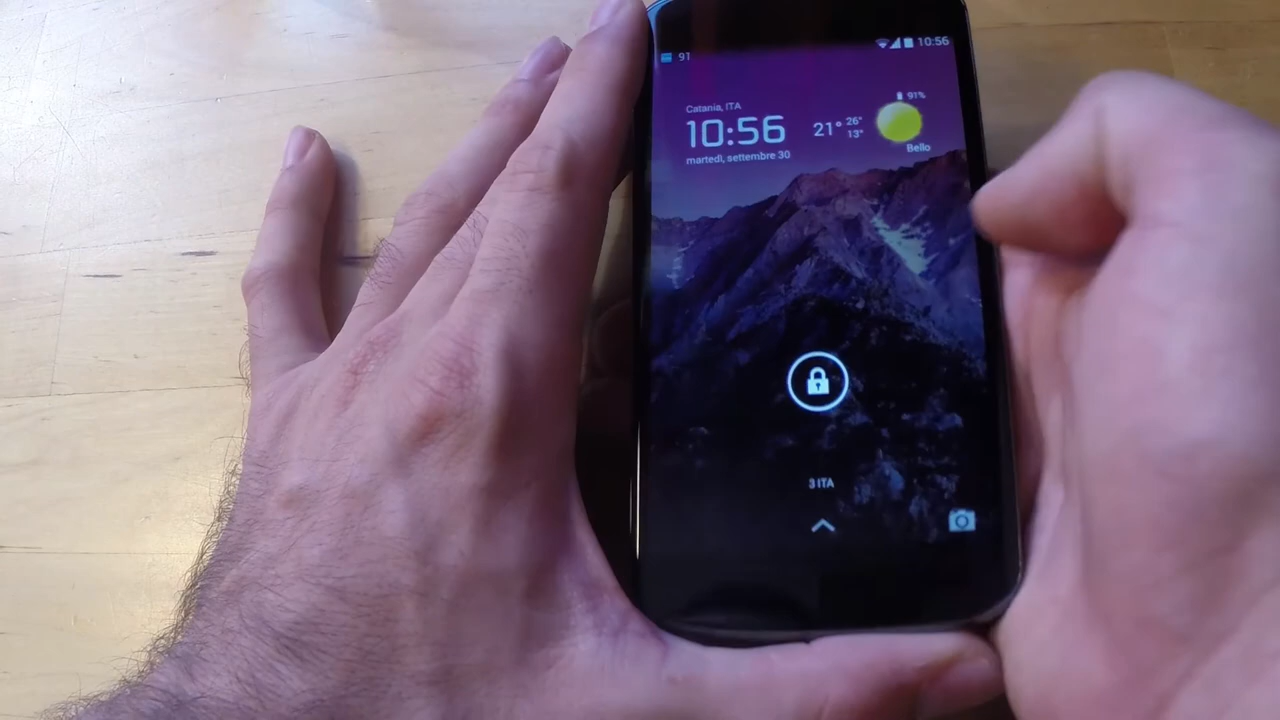 91
10:56
Catania, ITA
10:56
martedì, settembre 30
21°
26°
13°
91%
Bello
3 ITA